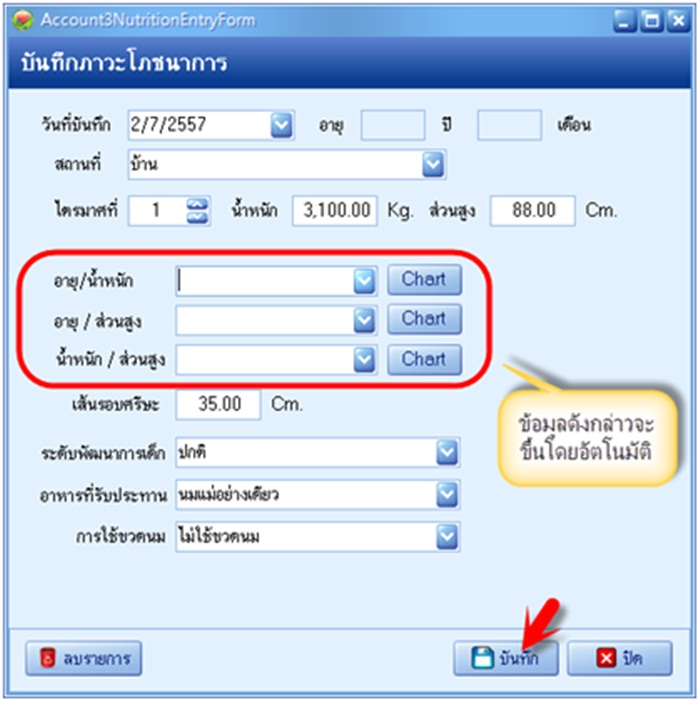 Account3NutritionEntryForm
บันทึกภาวะโภชนาการ
วันที่บันทึก 2/7/2557 อายุ ปี เดือน
สถานที่ บ้าน
ไตรมาศที่ 1 น้ำหนัก 3,100.00 Kg. ส่วนสูง 88.00 Cm.
อายุ/น้ำหนัก Chart
อายุ / ส่วนสูง Chart
น้ำหนัก / ส่วนสูง Chart
เส้นรอบศรีษะ 35.00 Cm.
ข้อมลดังกล่าวจะ
ขึ้นโดยอัตโนมัติ
ระดับพัฒนาการเด็ก ปกติ
อาหารที่รับประทาน นมแม่อย่างเดียว
การใช้ขวดนม ไม่ใช้ขวดนม
ลบรายการ บันทึก ปิด